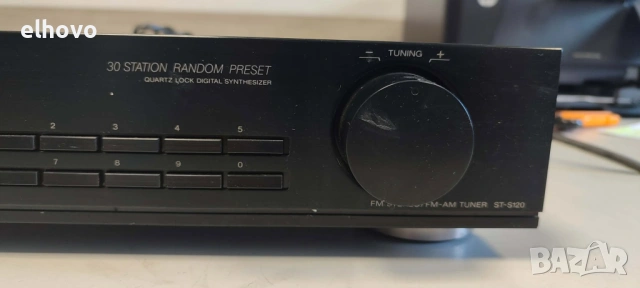 elhovo
− TUNING +
30 STATION RANDOM PRESET
QUARTZ LOCK DIGITAL SYNTHESIZER
2 3 4 5
7 8 9 0
FM FM-AM TUNER ST-S120
BAZAR